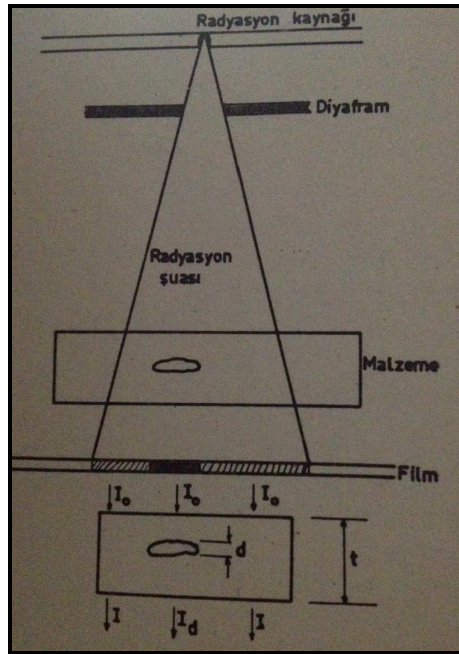 Radyasyon kaynağı
Diyafram
Radyasyon
şuası
Malzeme
Film
I₀ I₀ I₀
d
t
I I_d I